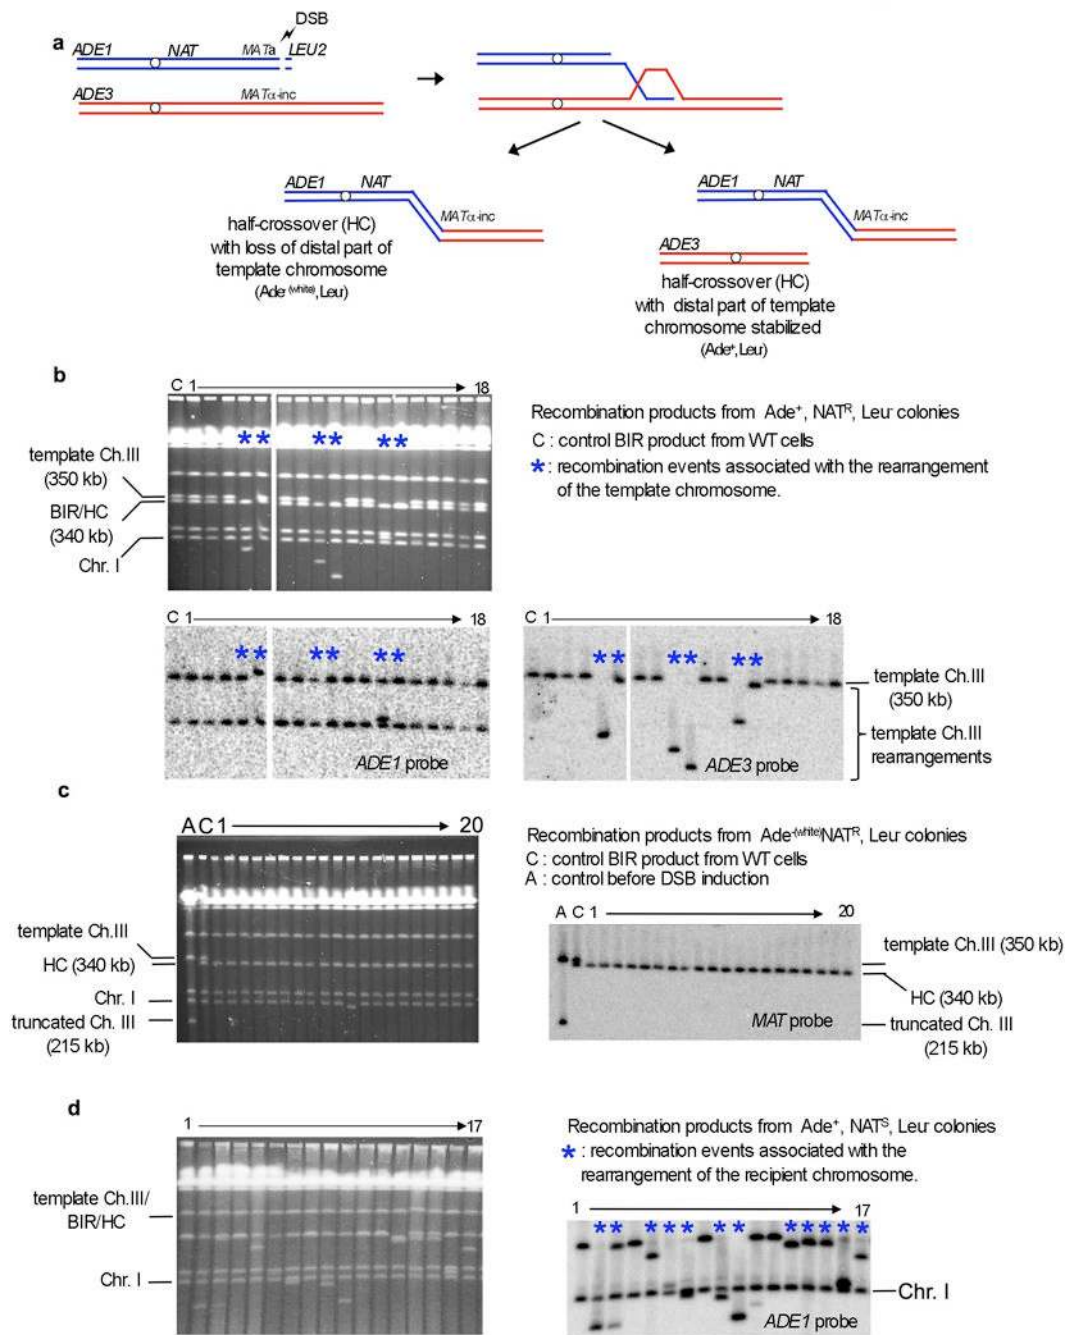 a
DSB
ADE1 NAT MATa LEU2
ADE3 MATα-inc
ADE1 NAT
MATα-inc
half-crossover (HC)
with loss of distal part of
template chromosome
(Ade-(white), Leu-)
ADE1 NAT
MATα-inc
ADE3
half-crossover (HC)
with distal part of template
chromosome stabilized
(Ade+, Leu-)
b
C 1 18
** ** **
template Ch.III
(350 kb)
BIR/HC
(340 kb)
Chr. I
Recombination products from Ade+, NATR, Leu- colonies
C : control BIR product from WT cells
* : recombination events associated with the rearrangement
of the template chromosome.
C 1 18
** ** **
ADE1 probe
C 1 18
** ** **
ADE3 probe
template Ch.III
(350 kb)
template Ch.III
rearrangements
c
A C 1 20
template Ch.III
HC (340 kb)
Chr. I
truncated Ch. III
(215 kb)
Recombination products from Ade-(white)NATR, Leu- colonies
C : control BIR product from WT cells
A : control before DSB induction
A C 1 20
MAT probe
template Ch.III (350 kb)
HC (340 kb)
truncated Ch. III
(215 kb)
d
1 17
template Ch.III/
BIR/HC
Chr. I
Recombination products from Ade+, NATS, Leu- colonies
* : recombination events associated with the
rearrangement of the recipient chromosome.
1 17
** *** ** *** * *
Chr. I
ADE1 probe